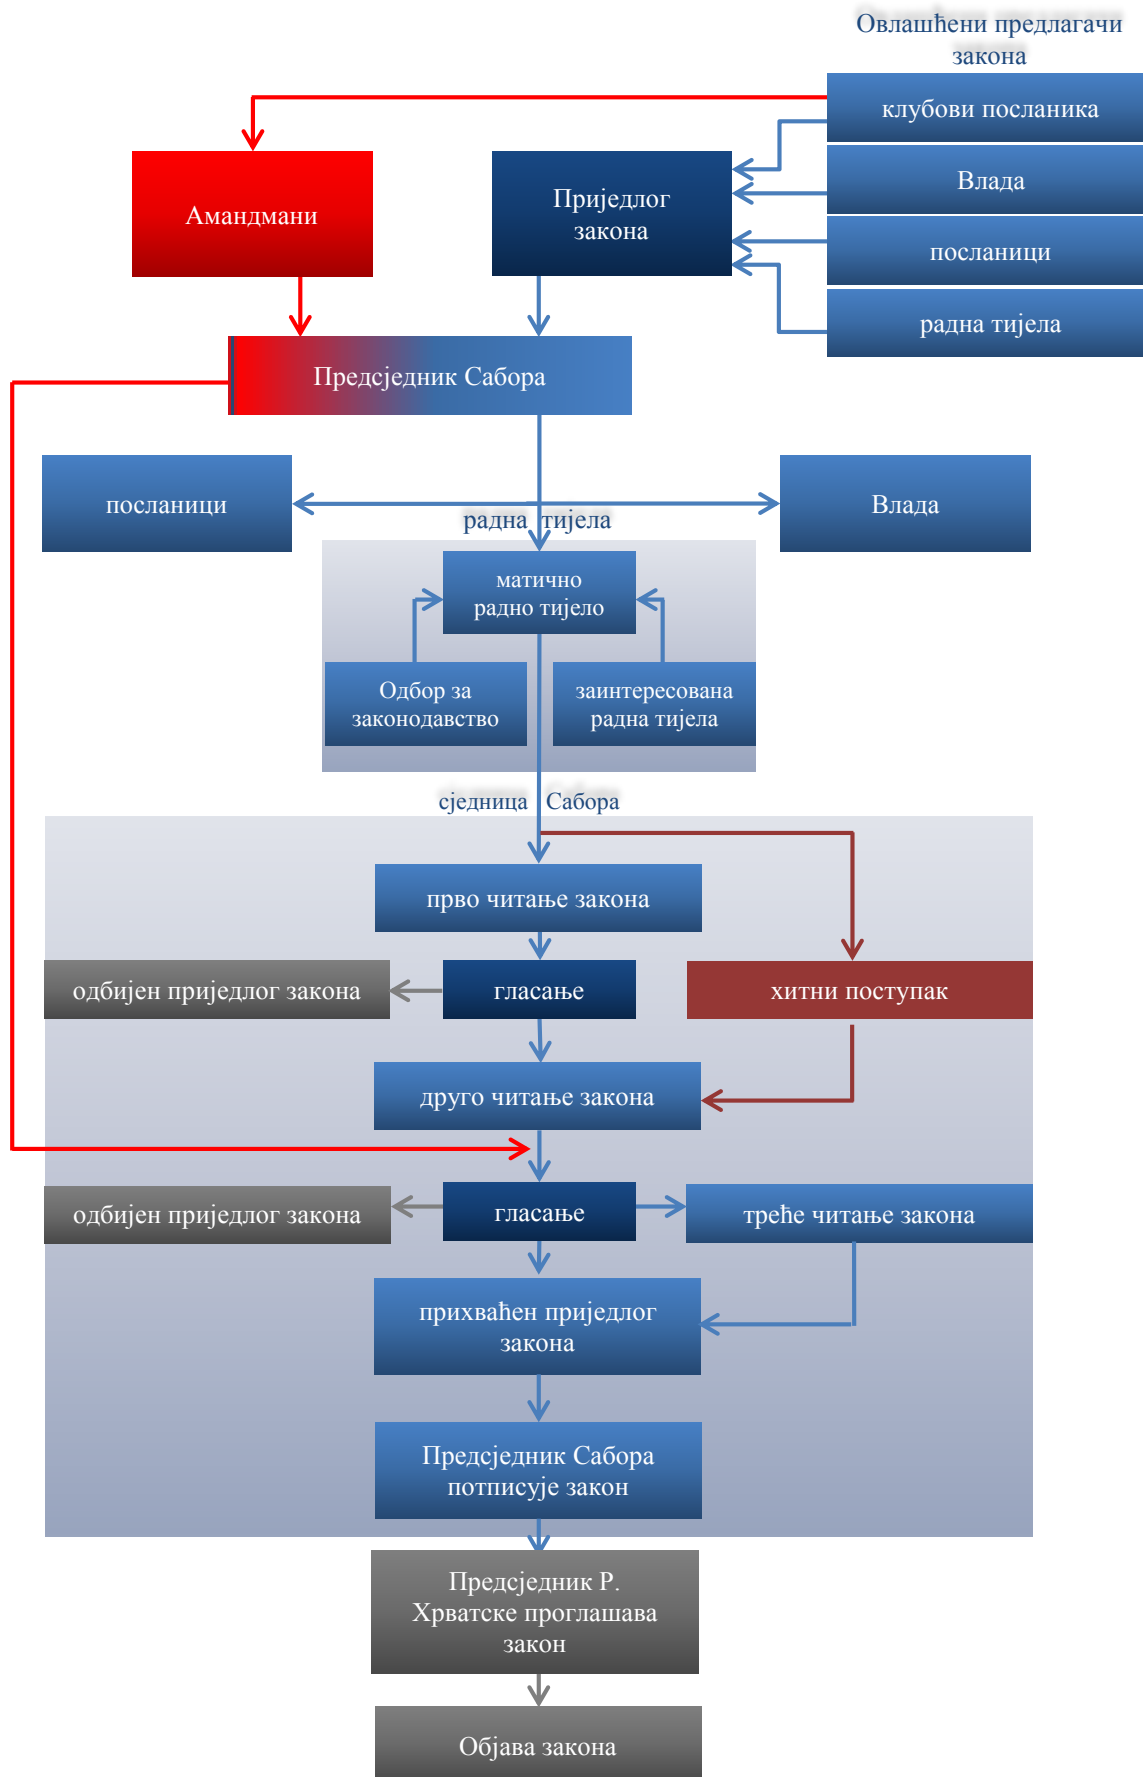 Овлашћени предлагачи
закона
клубови посланика
Влада
посланици
радна тијела
Амандмани
Приједлог
закона
Предсједник Сабора
посланици
Влада
радна тијела
матично
радно тијело
Одбор за
законодавство
заинтересована
радна тијела
сједница Сабора
прво читање закона
одбијен приједлог закона
гласање
хитни поступак
друго читање закона
одбијен приједлог закона
гласање
треће читање закона
прихваћен приједлог
закона
Предсједник Сабора
потписује закон
Предсједник Р.
Хрватске проглашава
закон
Објава закона